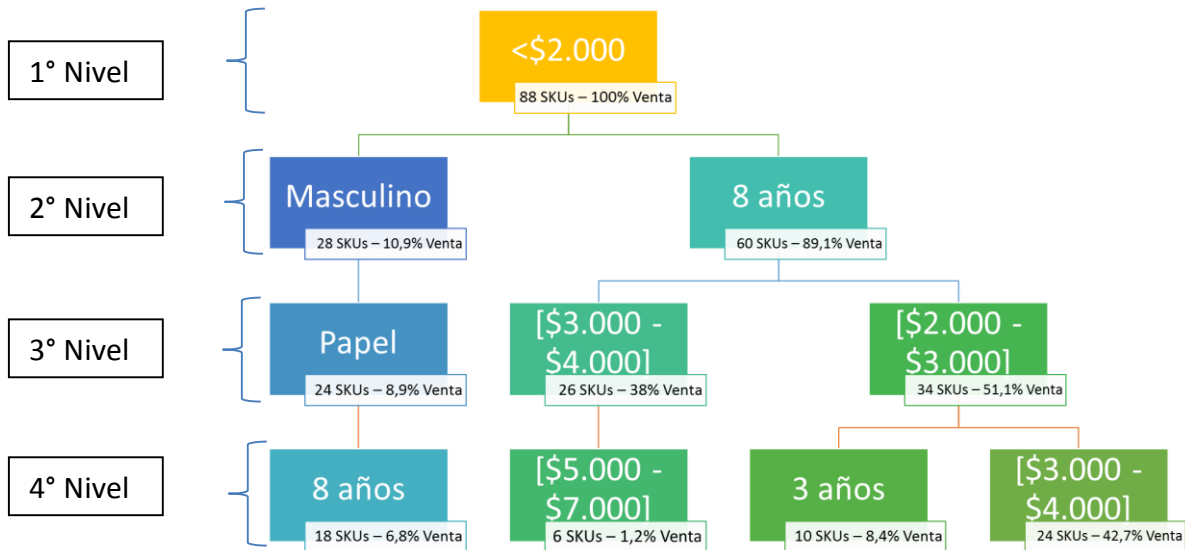 1° Nivel
<$2.000
88 SKUs – 100% Venta
2° Nivel
Masculino
28 SKUs – 10,9% Venta
8 años
60 SKUs – 89,1% Venta
3° Nivel
Papel
24 SKUs – 8,9% Venta
[$3.000 -
$4.000]
26 SKUs – 38% Venta
[$2.000 -
$3.000]
34 SKUs – 51,1% Venta
4° Nivel
8 años
18 SKUs – 6,8% Venta
[$5.000 -
$7.000]
6 SKUs – 1,2% Venta
3 años
10 SKUs – 8,4% Venta
[$3.000 -
$4.000]
24 SKUs – 42,7% Venta